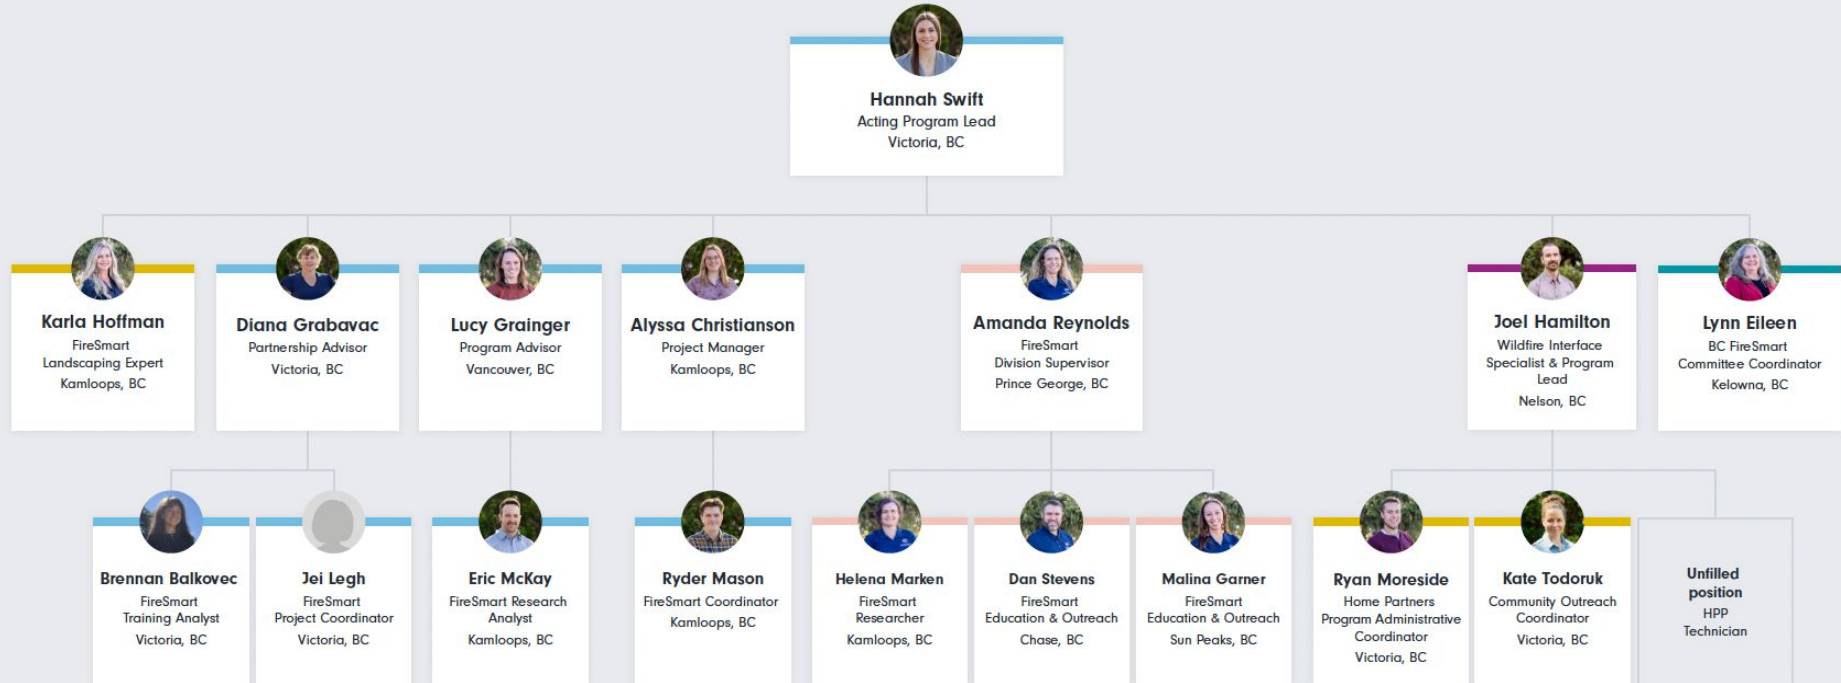 Hannah Swift
Acting Program Lead
Victoria, BC
Karla Hoffman
FireSmart
Landscaping Expert
Kamloops, BC
Diana Grabavac
Partnership Advisor
Victoria, BC
Lucy Grainger
Program Advisor
Vancouver, BC
Alyssa Christianson
Project Manager
Kamloops, BC
Amanda Reynolds
FireSmart
Division Supervisor
Prince George, BC
Joel Hamilton
Wildfire Interface
Specialist & Program
Lead
Nelson, BC
Lynn Eileen
BC FireSmart
Committee Coordinator
Kelowna, BC
Brennan Balkovec
FireSmart
Training Analyst
Victoria, BC
Jei Legh
FireSmart
Project Coordinator
Victoria, BC
Eric McKay
FireSmart Research
Analyst
Kamloops, BC
Ryder Mason
FireSmart Coordinator
Kamloops, BC
Helena Marken
FireSmart
Researcher
Kamloops, BC
Dan Stevens
FireSmart
Education & Outreach
Chase, BC
Malina Garner
FireSmart
Education & Outreach
Sun Peaks, BC
Ryan Moreside
Home Partners
Program Administrative
Coordinator
Victoria, BC
Kate Todoruk
Community Outreach
Coordinator
Victoria, BC
Unfilled
position
HPP
Technician